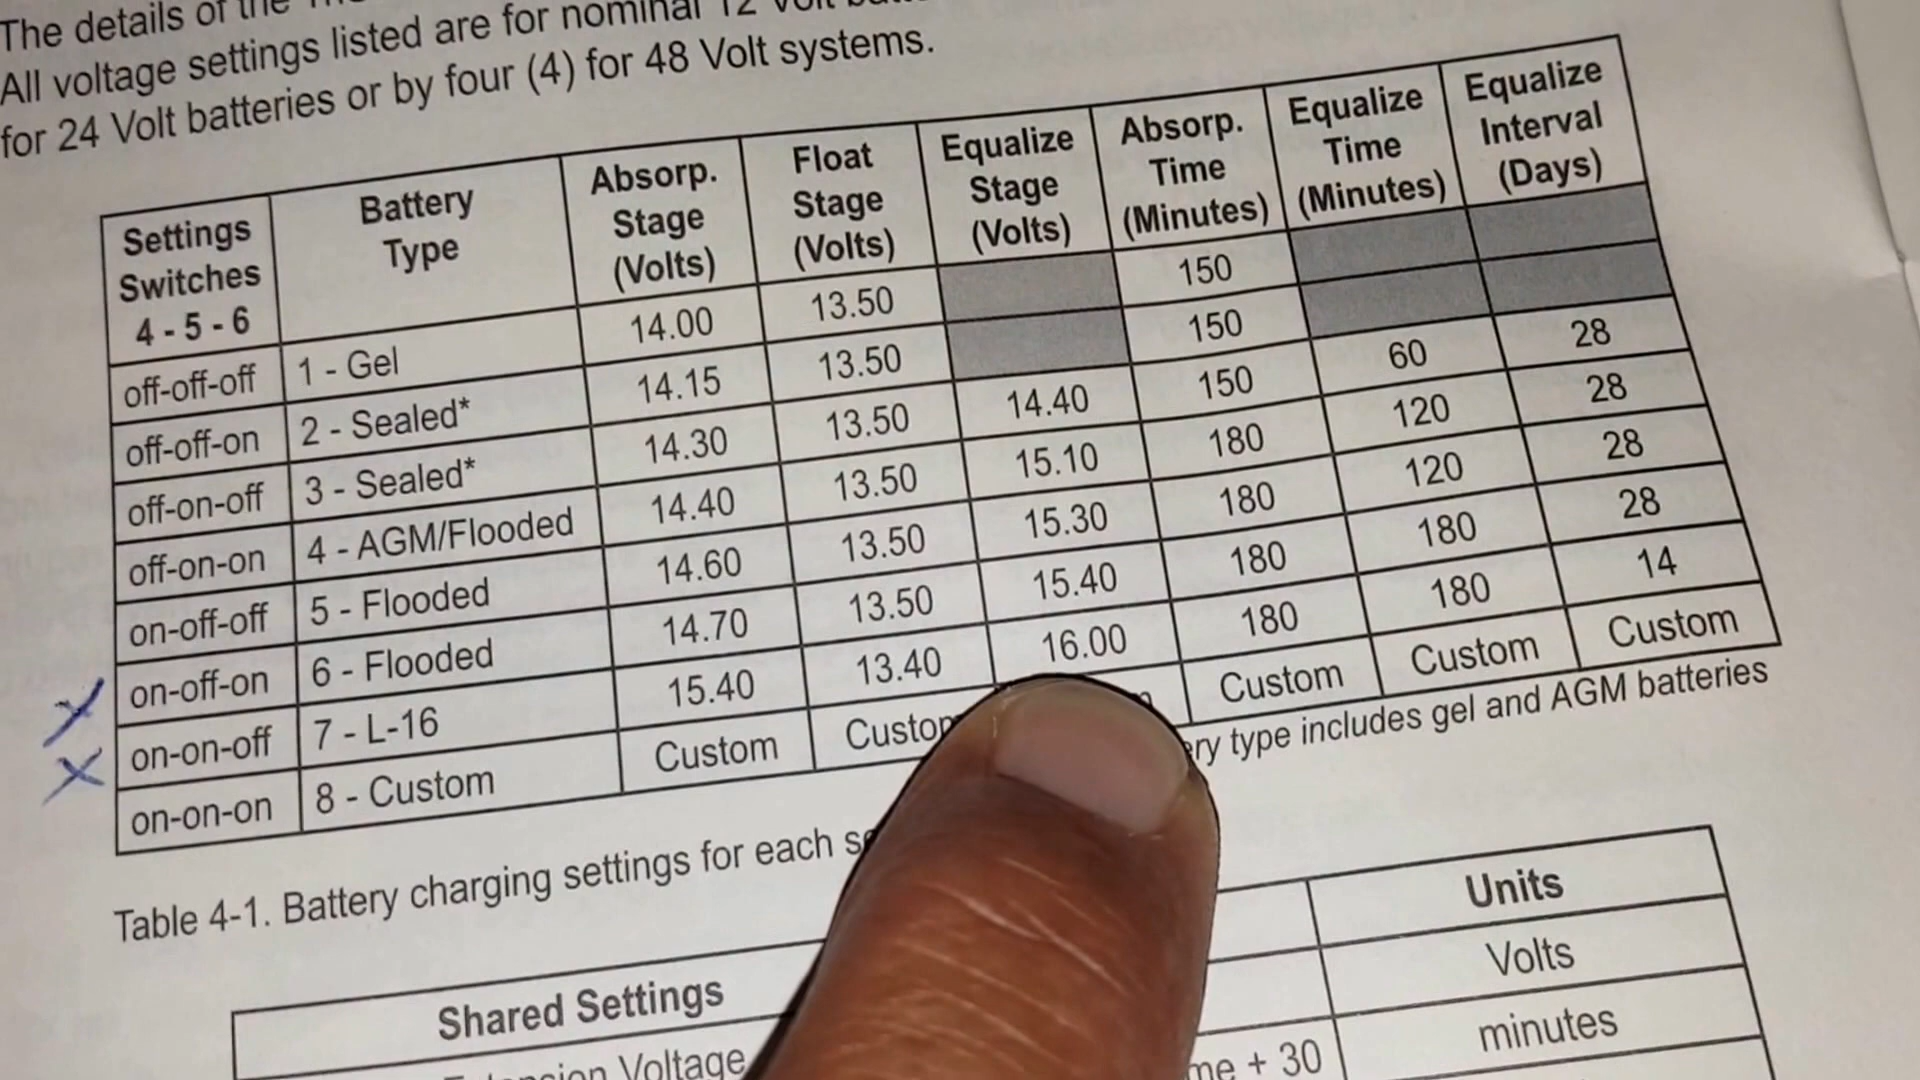 The details of the
All voltage settings listed are for nominal 12 Volt
for 24 Volt batteries or by four (4) for 48 Volt systems.
Settings Switches 4 - 5 - 6 Battery Type Absorp. Stage (Volts) Float Stage (Volts) Equalize Stage (Volts) Absorp. Time (Minutes) Equalize Time (Minutes) Equalize Interval (Days)
off-off-off 1 - Gel 14.00 13.50 150
off-off-on 2 - Sealed* 14.15 13.50 150
off-on-off 3 - Sealed* 14.30 13.50 14.40 150 60 28
off-on-on 4 - AGM/Flooded 14.40 13.50 15.10 180 120 28
on-off-off 5 - Flooded 14.60 13.50 15.30 180 120 28
on-off-on 6 - Flooded 14.70 13.50 15.40 180 180 28
on-on-off 7 - L-16 15.40 13.40 16.00 180 180 14
on-on-on 8 - Custom Custom Custom Custom Custom Custom
type includes gel and AGM batteries
Table 4-1. Battery charging settings for each
Shared Settings Units
Voltage Volts
+ 30 minutes